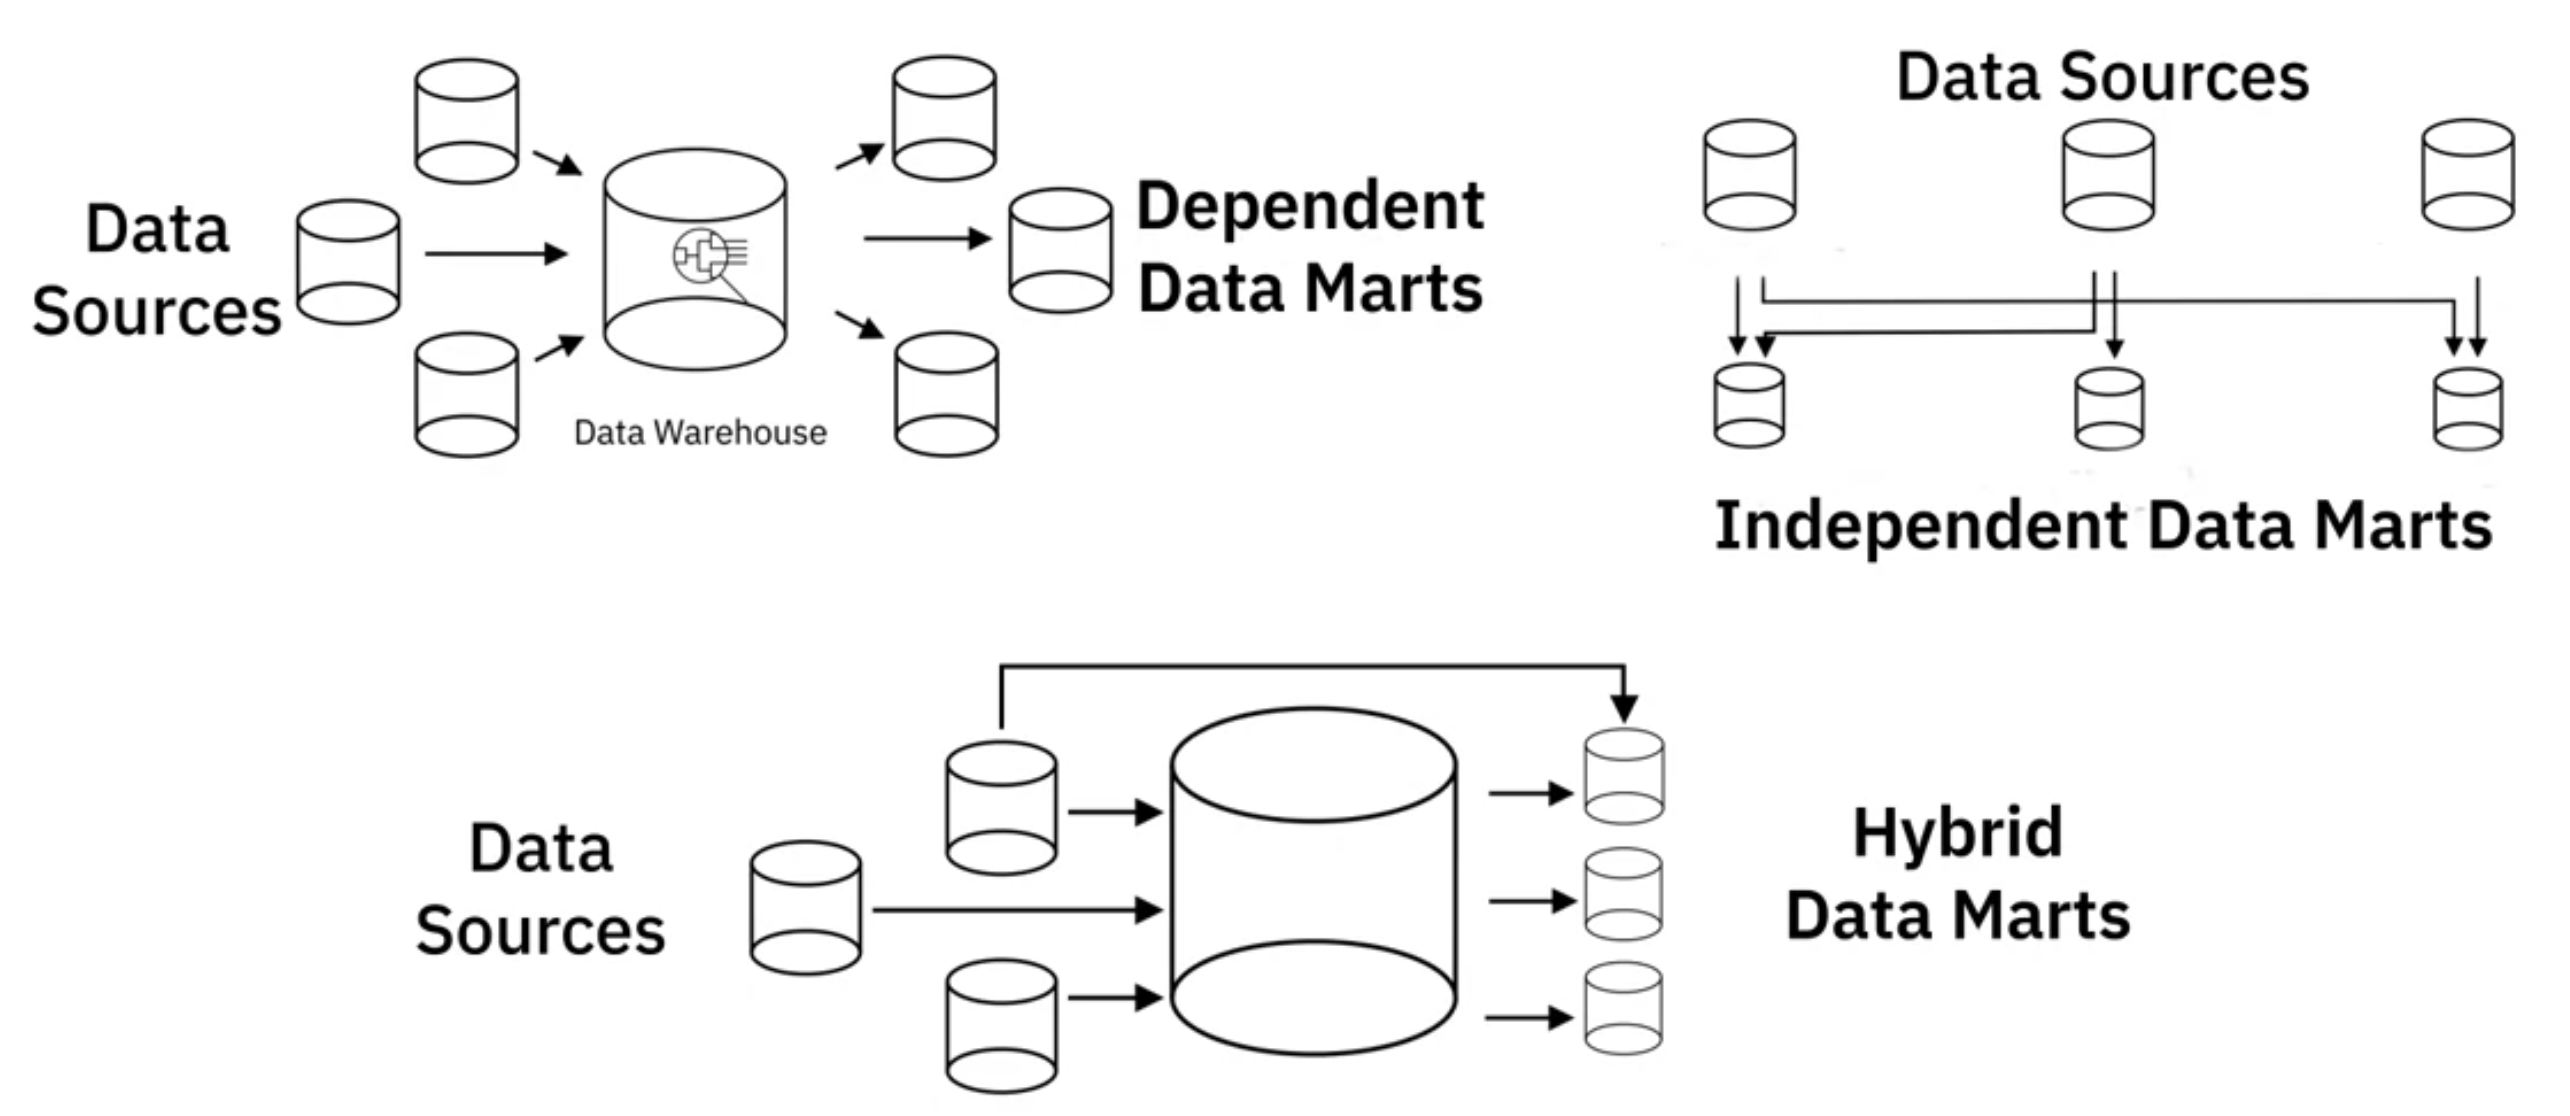 Data
Sources
Data Warehouse
Dependent
Data Marts
Data Sources
Independent Data Marts
Data
Sources
Hybrid
Data Marts